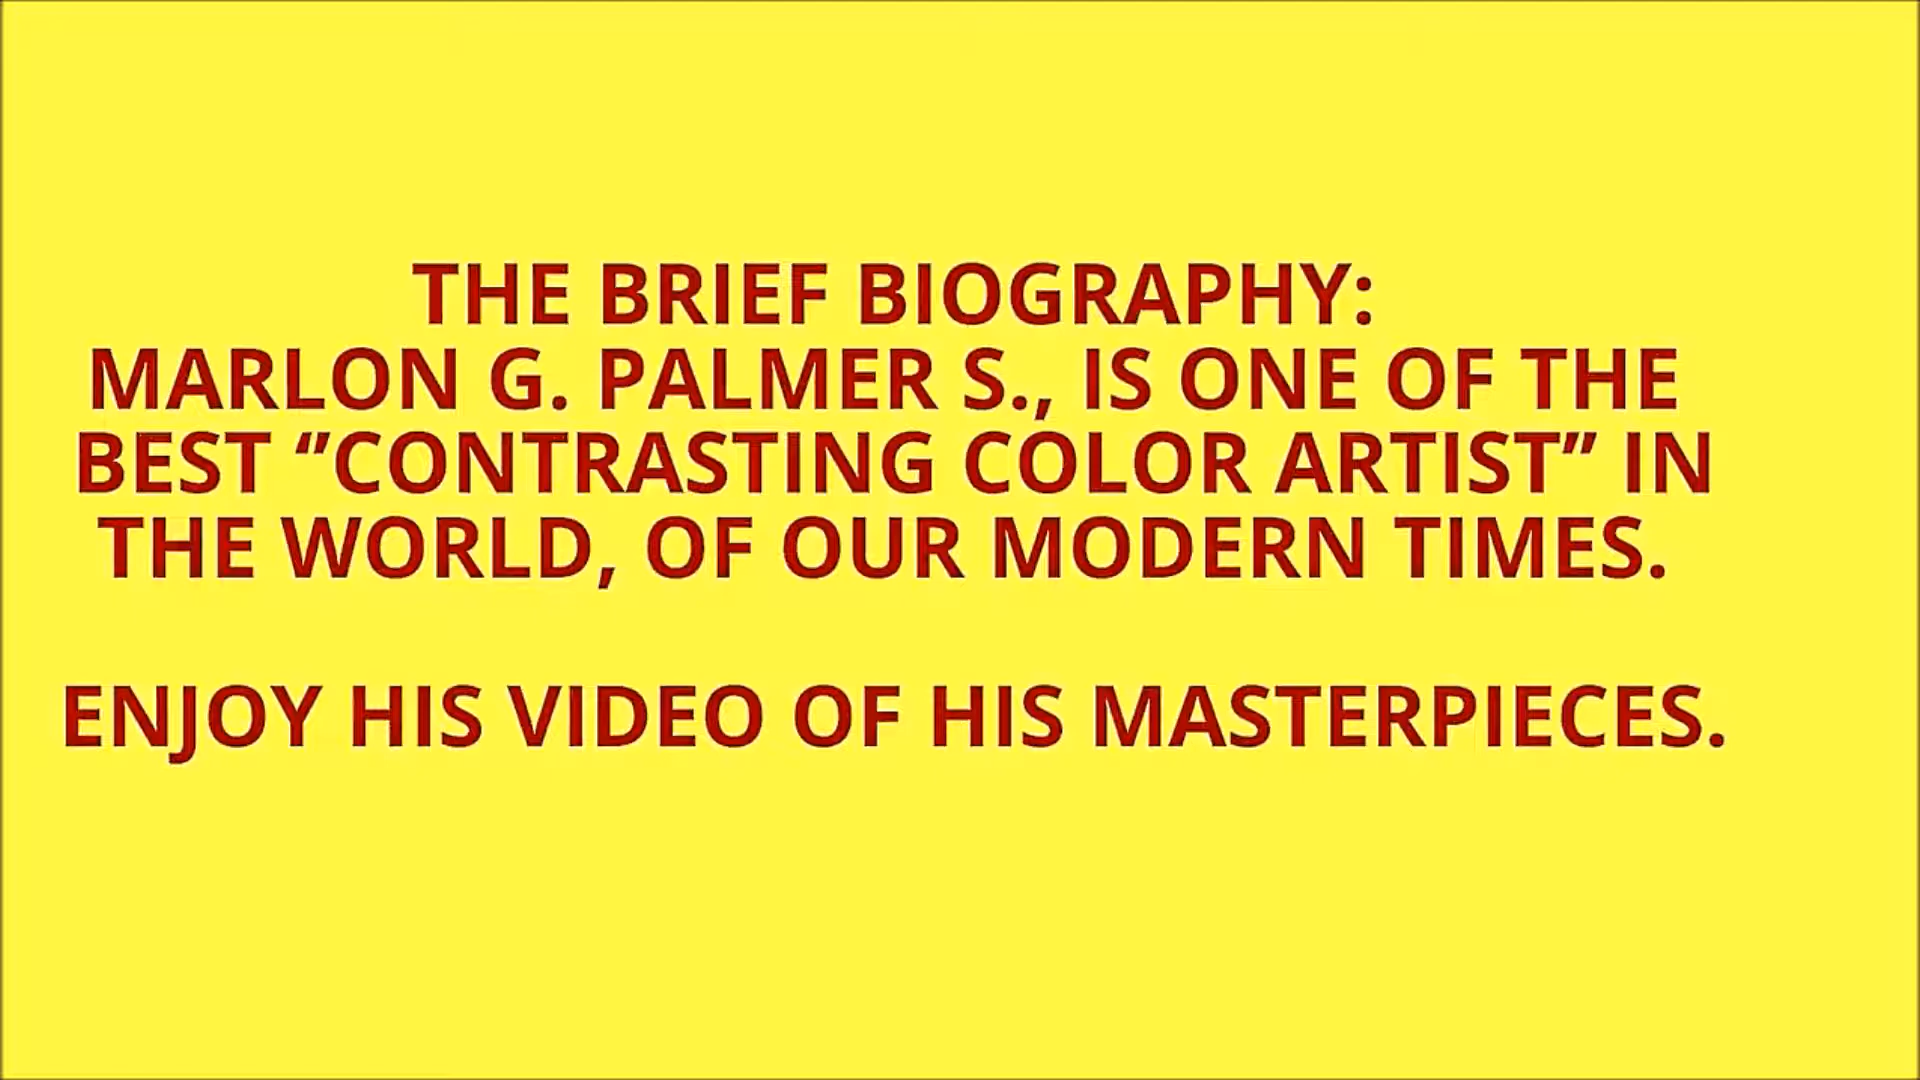 THE BRIEF BIOGRAPHY:
MARLON G. PALMER S., IS ONE OF THE
BEST “CONTRASTING COLOR ARTIST” IN
THE WORLD, OF OUR MODERN TIMES.
ENJOY HIS VIDEO OF HIS MASTERPIECES.